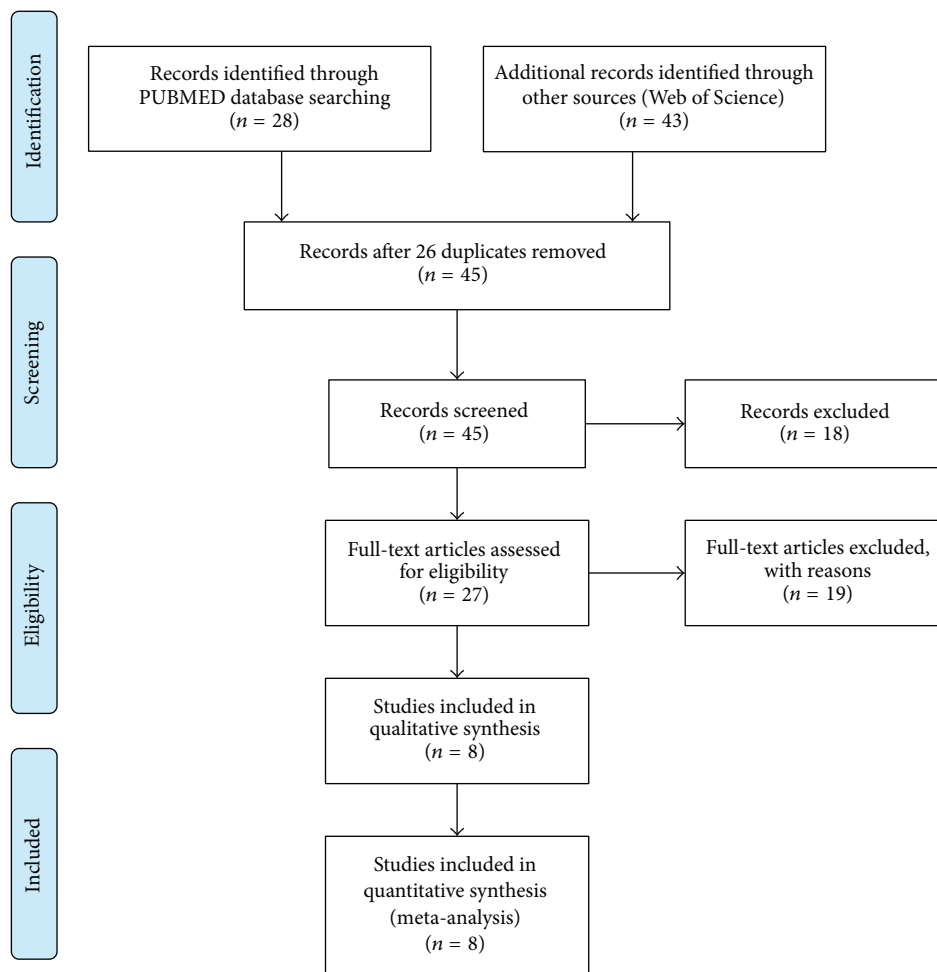 Identification
Records identified through
PUBMED database searching
(n = 28)
Additional records identified through
other sources (Web of Science)
(n = 43)
Records after 26 duplicates removed
(n = 45)
Screening
Records screened
(n = 45)
Records excluded
(n = 18)
Eligibility
Full-text articles assessed
for eligibility
(n = 27)
Full-text articles excluded,
with reasons
(n = 19)
Studies included in
qualitative synthesis
(n = 8)
Included
Studies included in
quantitative synthesis
(meta-analysis)
(n = 8)